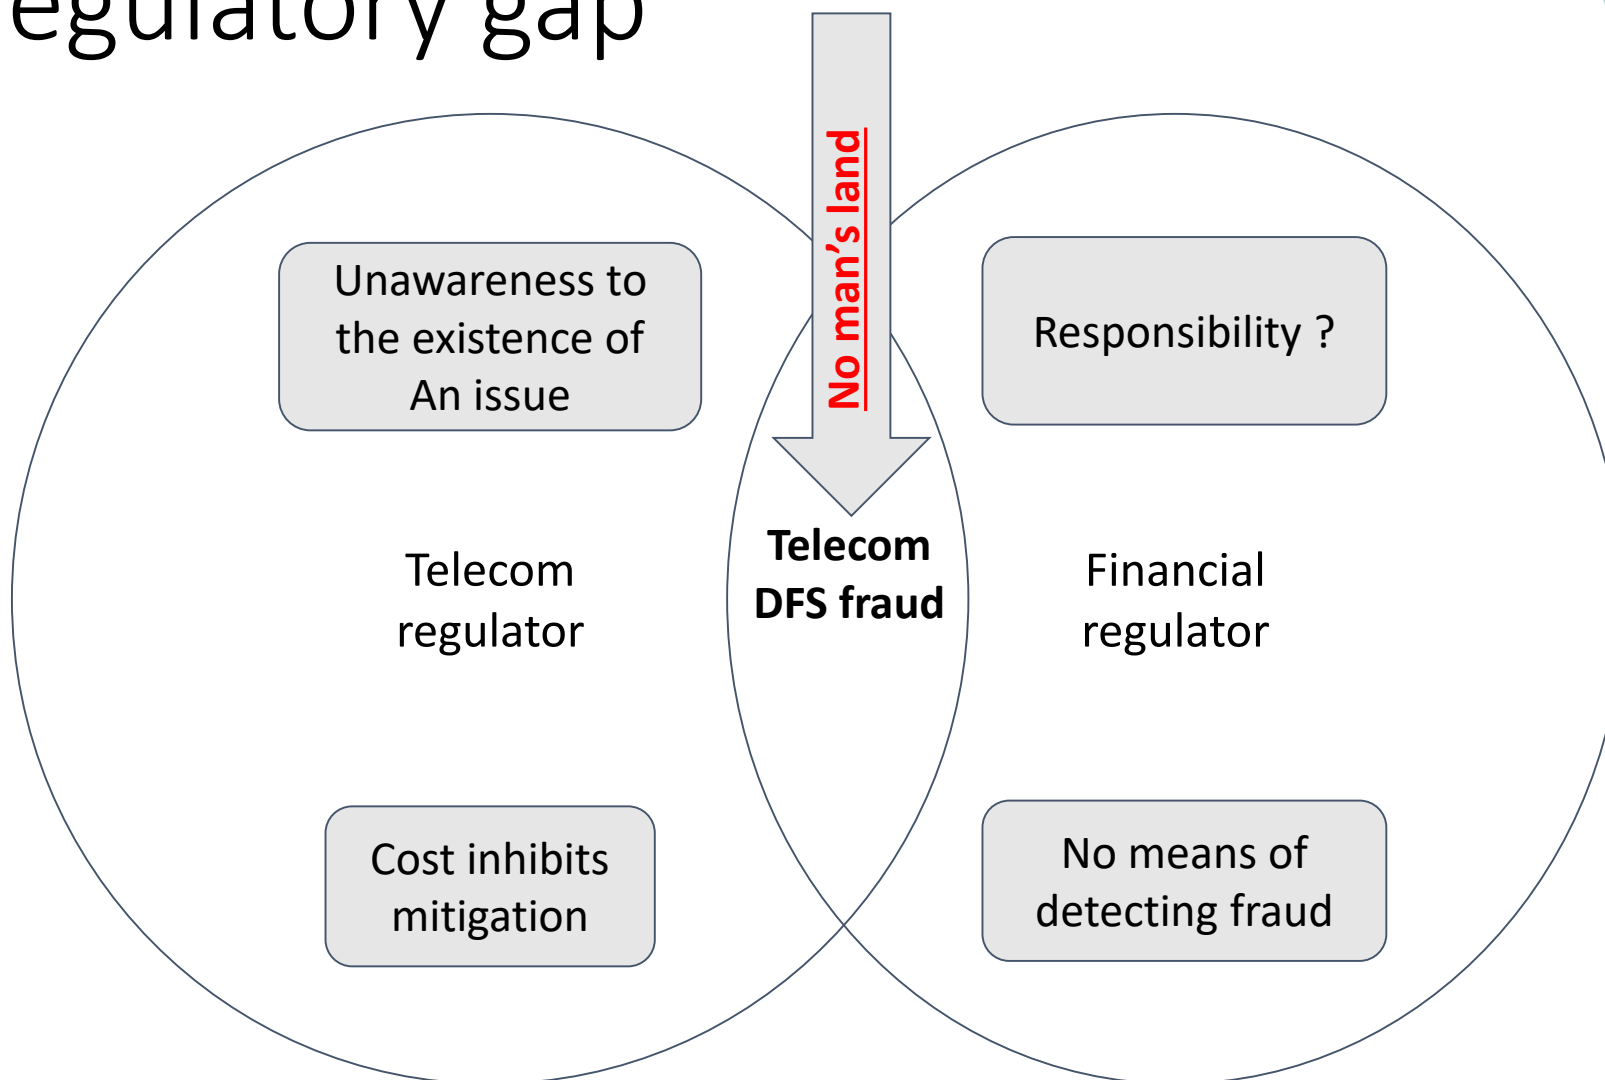 egulatory gap
No man's land
Unawareness to
the existence of
An issue
Responsibility ?
Telecom
regulator
Telecom
DFS fraud
Financial
regulator
Cost inhibits
mitigation
No means of
detecting fraud